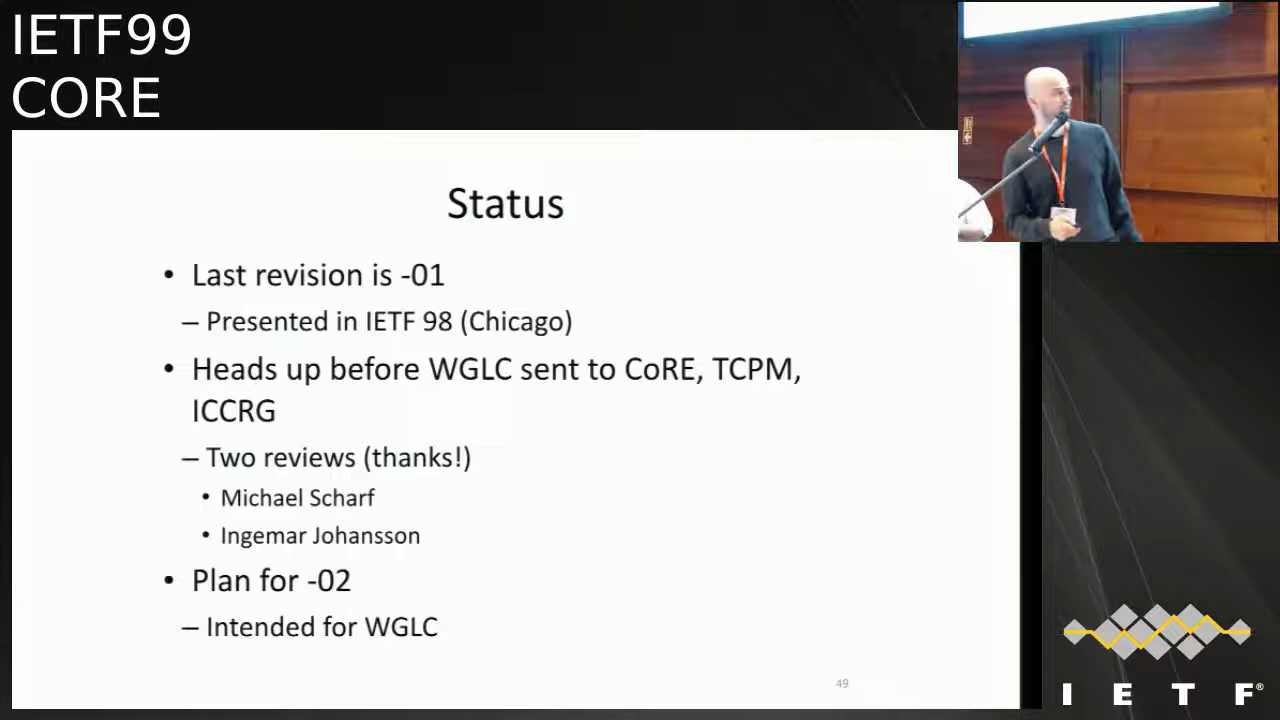 IETF99
CORE
Status
• Last revision is -01
– Presented in IETF 98 (Chicago)
• Heads up before WGLC sent to CoRE, TCPM,
ICCRG
– Two reviews (thanks!)
• Michael Scharf
• Ingemar Johansson
• Plan for -02
– Intended for WGLC
49
I E T F®